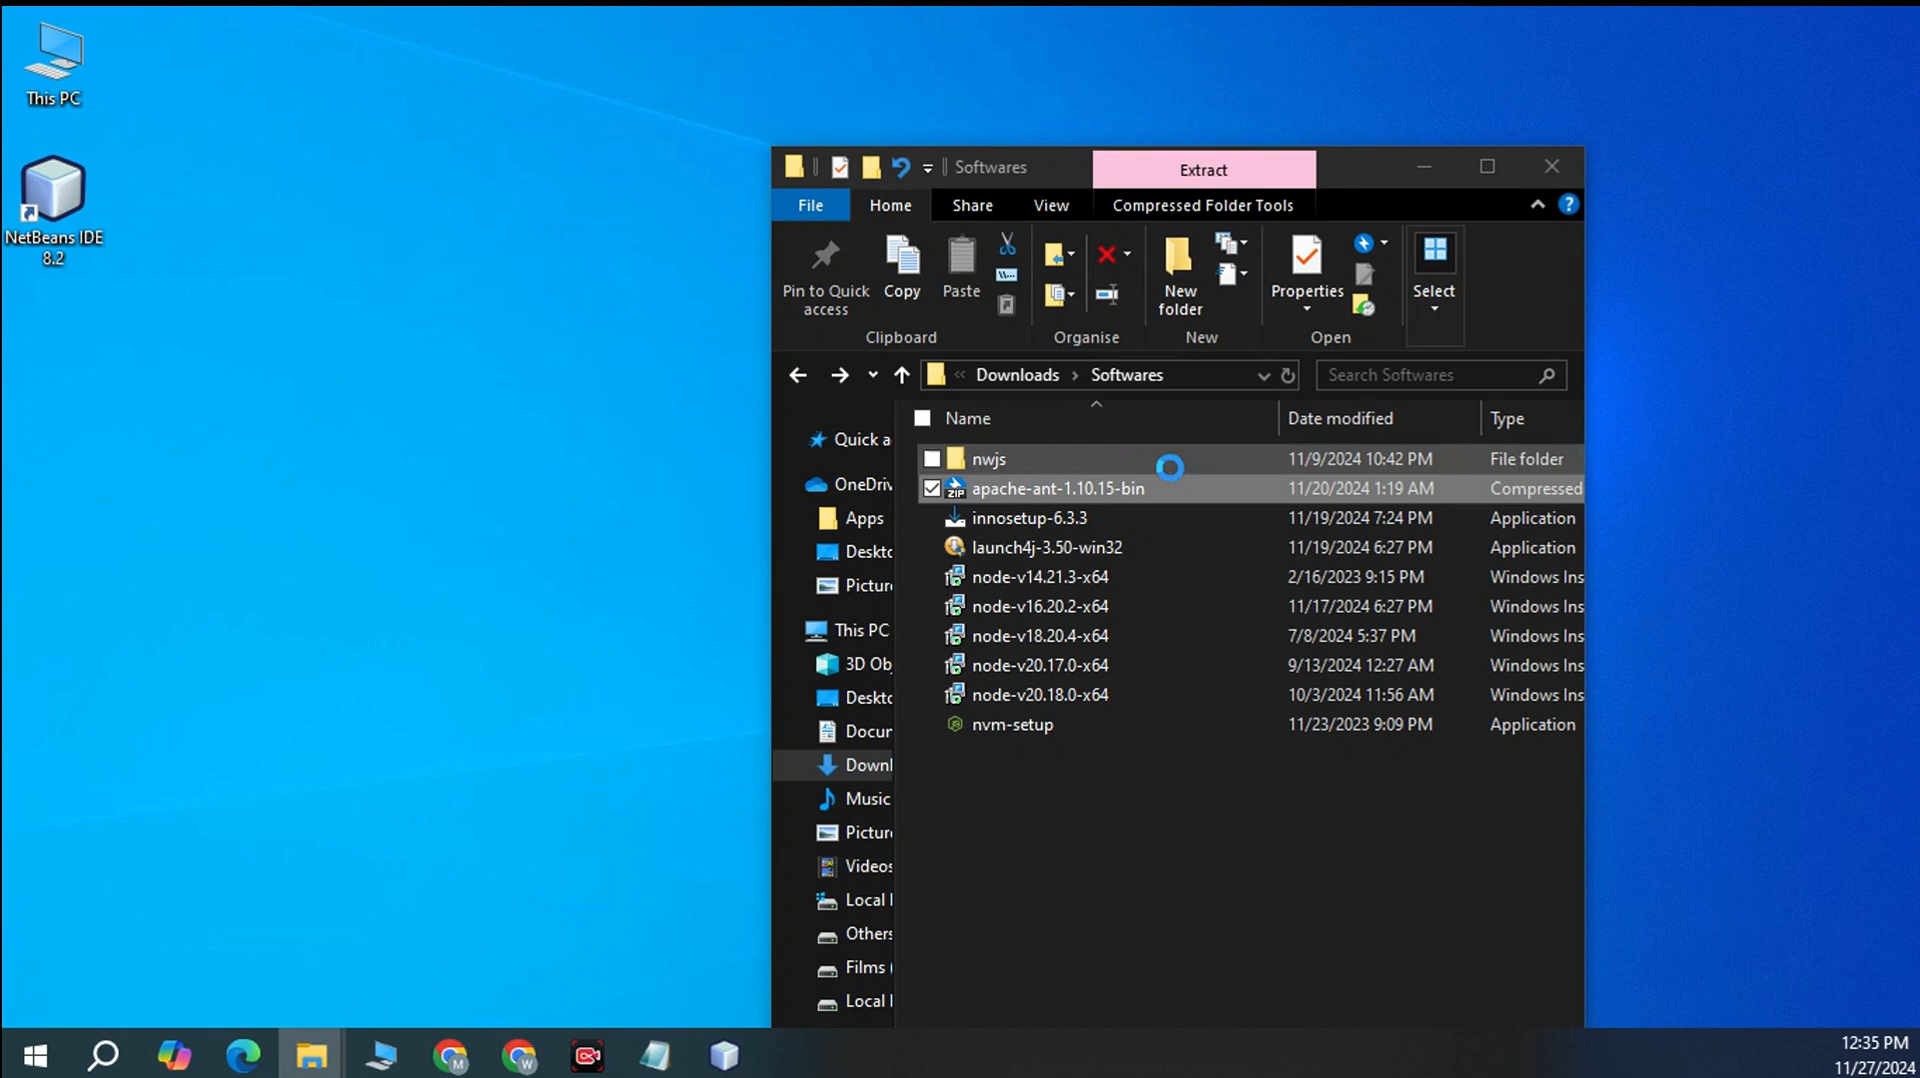 This PC
NetBeans IDE
8.2
Softwares
Extract
File
Home
Share
View
Compressed Folder Tools
?
Pin to Quick
access
Copy
Paste
New
folder
Properties
Select
Clipboard
Organise
New
Open
« Downloads › Softwares
Search Softwares
Name
Date modified
Type
nwjs 11/9/2024 10:42 PM File folder
ZIP apache-ant-1.10.15-bin 11/20/2024 1:19 AM Compressed
innosetup-6.3.3 11/19/2024 7:24 PM Application
launch4j-3.50-win32 11/19/2024 6:27 PM Application
node-v14.21.3-x64 2/16/2023 9:15 PM Windows Ins
node-v16.20.2-x64 11/17/2024 6:27 PM Windows Ins
node-v18.20.4-x64 7/8/2024 5:37 PM Windows Ins
node-v20.17.0-x64 9/13/2024 12:27 AM Windows Ins
node-v20.18.0-x64 10/3/2024 11:56 AM Windows Ins
nvm-setup 11/23/2023 9:09 PM Application
Quick a
OneDriv
Apps
Deskto
Picture
This PC
3D Obj
Deskto
Docum
Downl
Music
Picture
Videos
Local
Others
Films (
Local
M
W
12:35 PM
11/27/2024